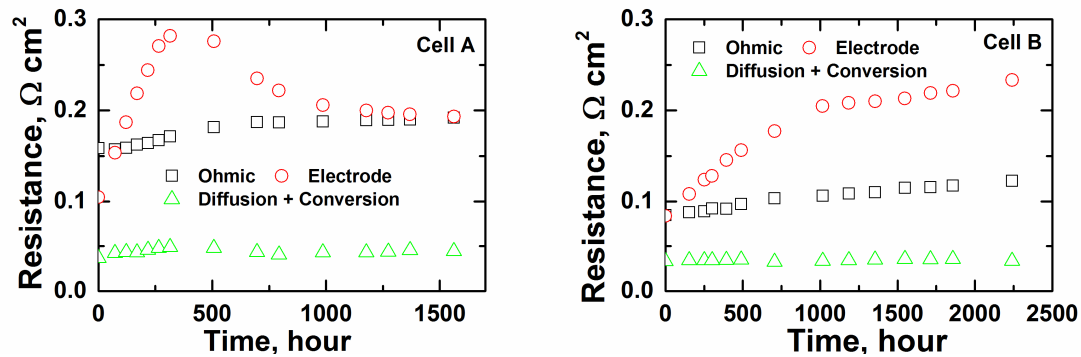 Resistance, Ω cm²
0.3
0.2
0.1
0.0
Cell A
Ohmic Electrode
Diffusion + Conversion
0 500 1000 1500
Time, hour
Resistance, Ω cm²
0.3
0.2
0.1
0.0
Ohmic Electrode Cell B
Diffusion + Conversion
0 500 1000 1500 2000 2500
Time, hour